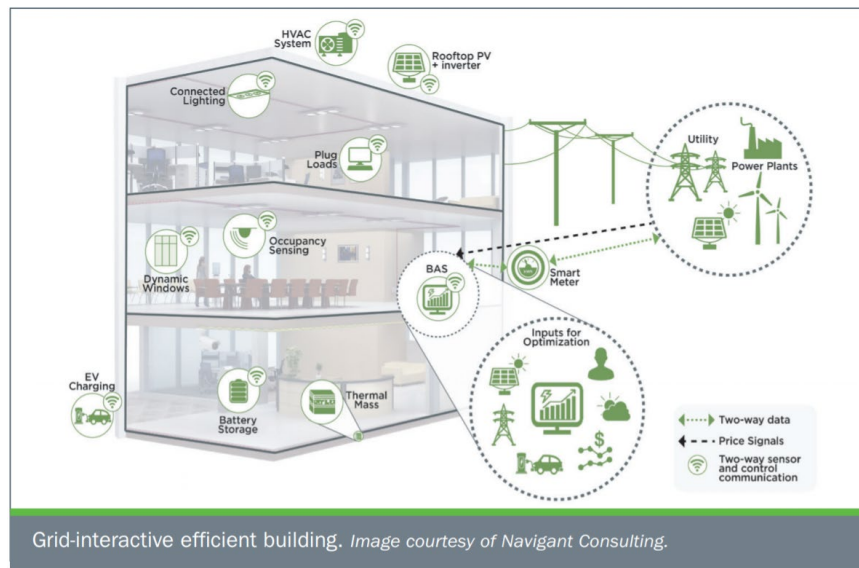 HVAC
System
Rooftop PV
+ inverter
Connected
Lighting
Plug
Loads
Utility
Power Plants
Occupancy
Sensing
Dynamic
Windows
BAS
Smart
Meter
Inputs for
Optimization
EV
Charging
Battery
Storage
Thermal
Mass
$
Two-way data
Price Signals
Two-way sensor
and control
communication
Grid-interactive efficient building. Image courtesy of Navigant Consulting.